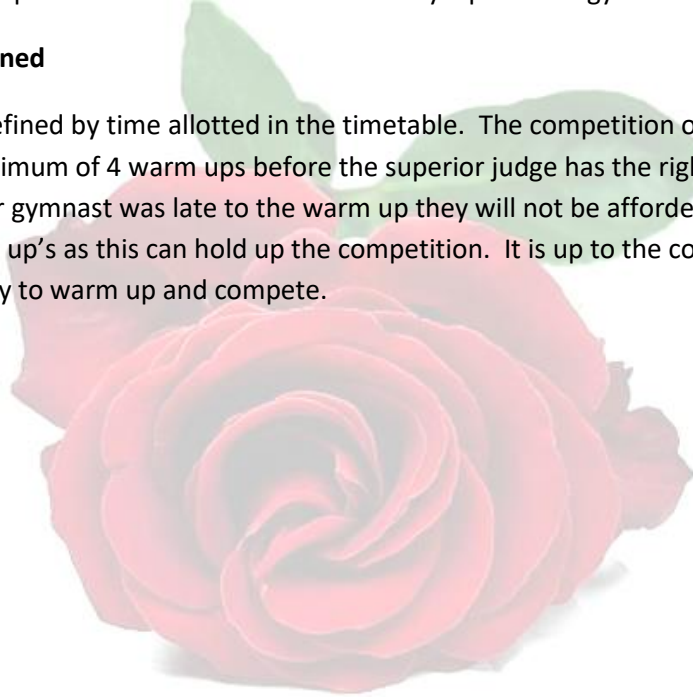 ned
efined by time allotted in the timetable. The competition o
imum of 4 warm ups before the superior judge has the righ
r gymnast was late to the warm up they will not be afforde
up's as this can hold up the competition. It is up to the co
y to warm up and compete.